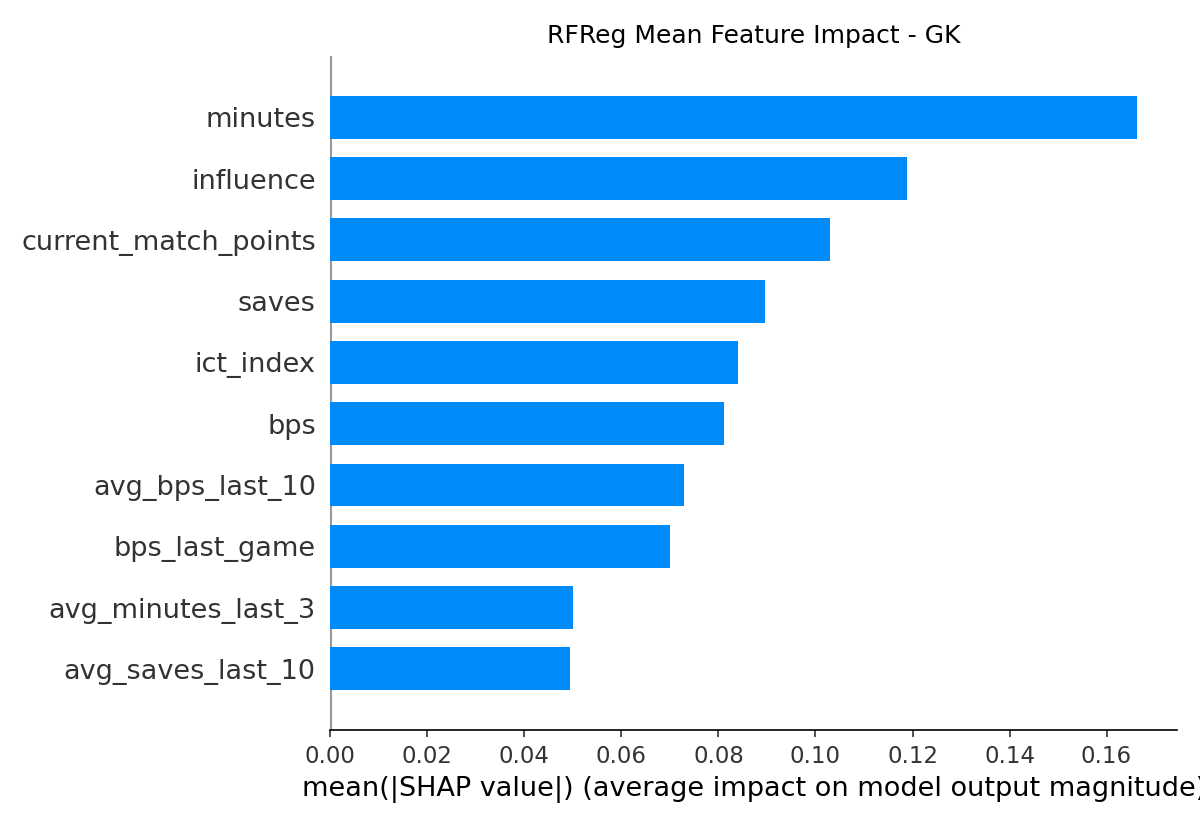 RFReg Mean Feature Impact - GK
minutes
influence
current_match_points
saves
ict_index
bps
avg_bps_last_10
bps_last_game
avg_minutes_last_3
avg_saves_last_10
0.00 0.02 0.04 0.06 0.08 0.10 0.12 0.14 0.16
mean(|SHAP value|) (average impact on model output magnitude)